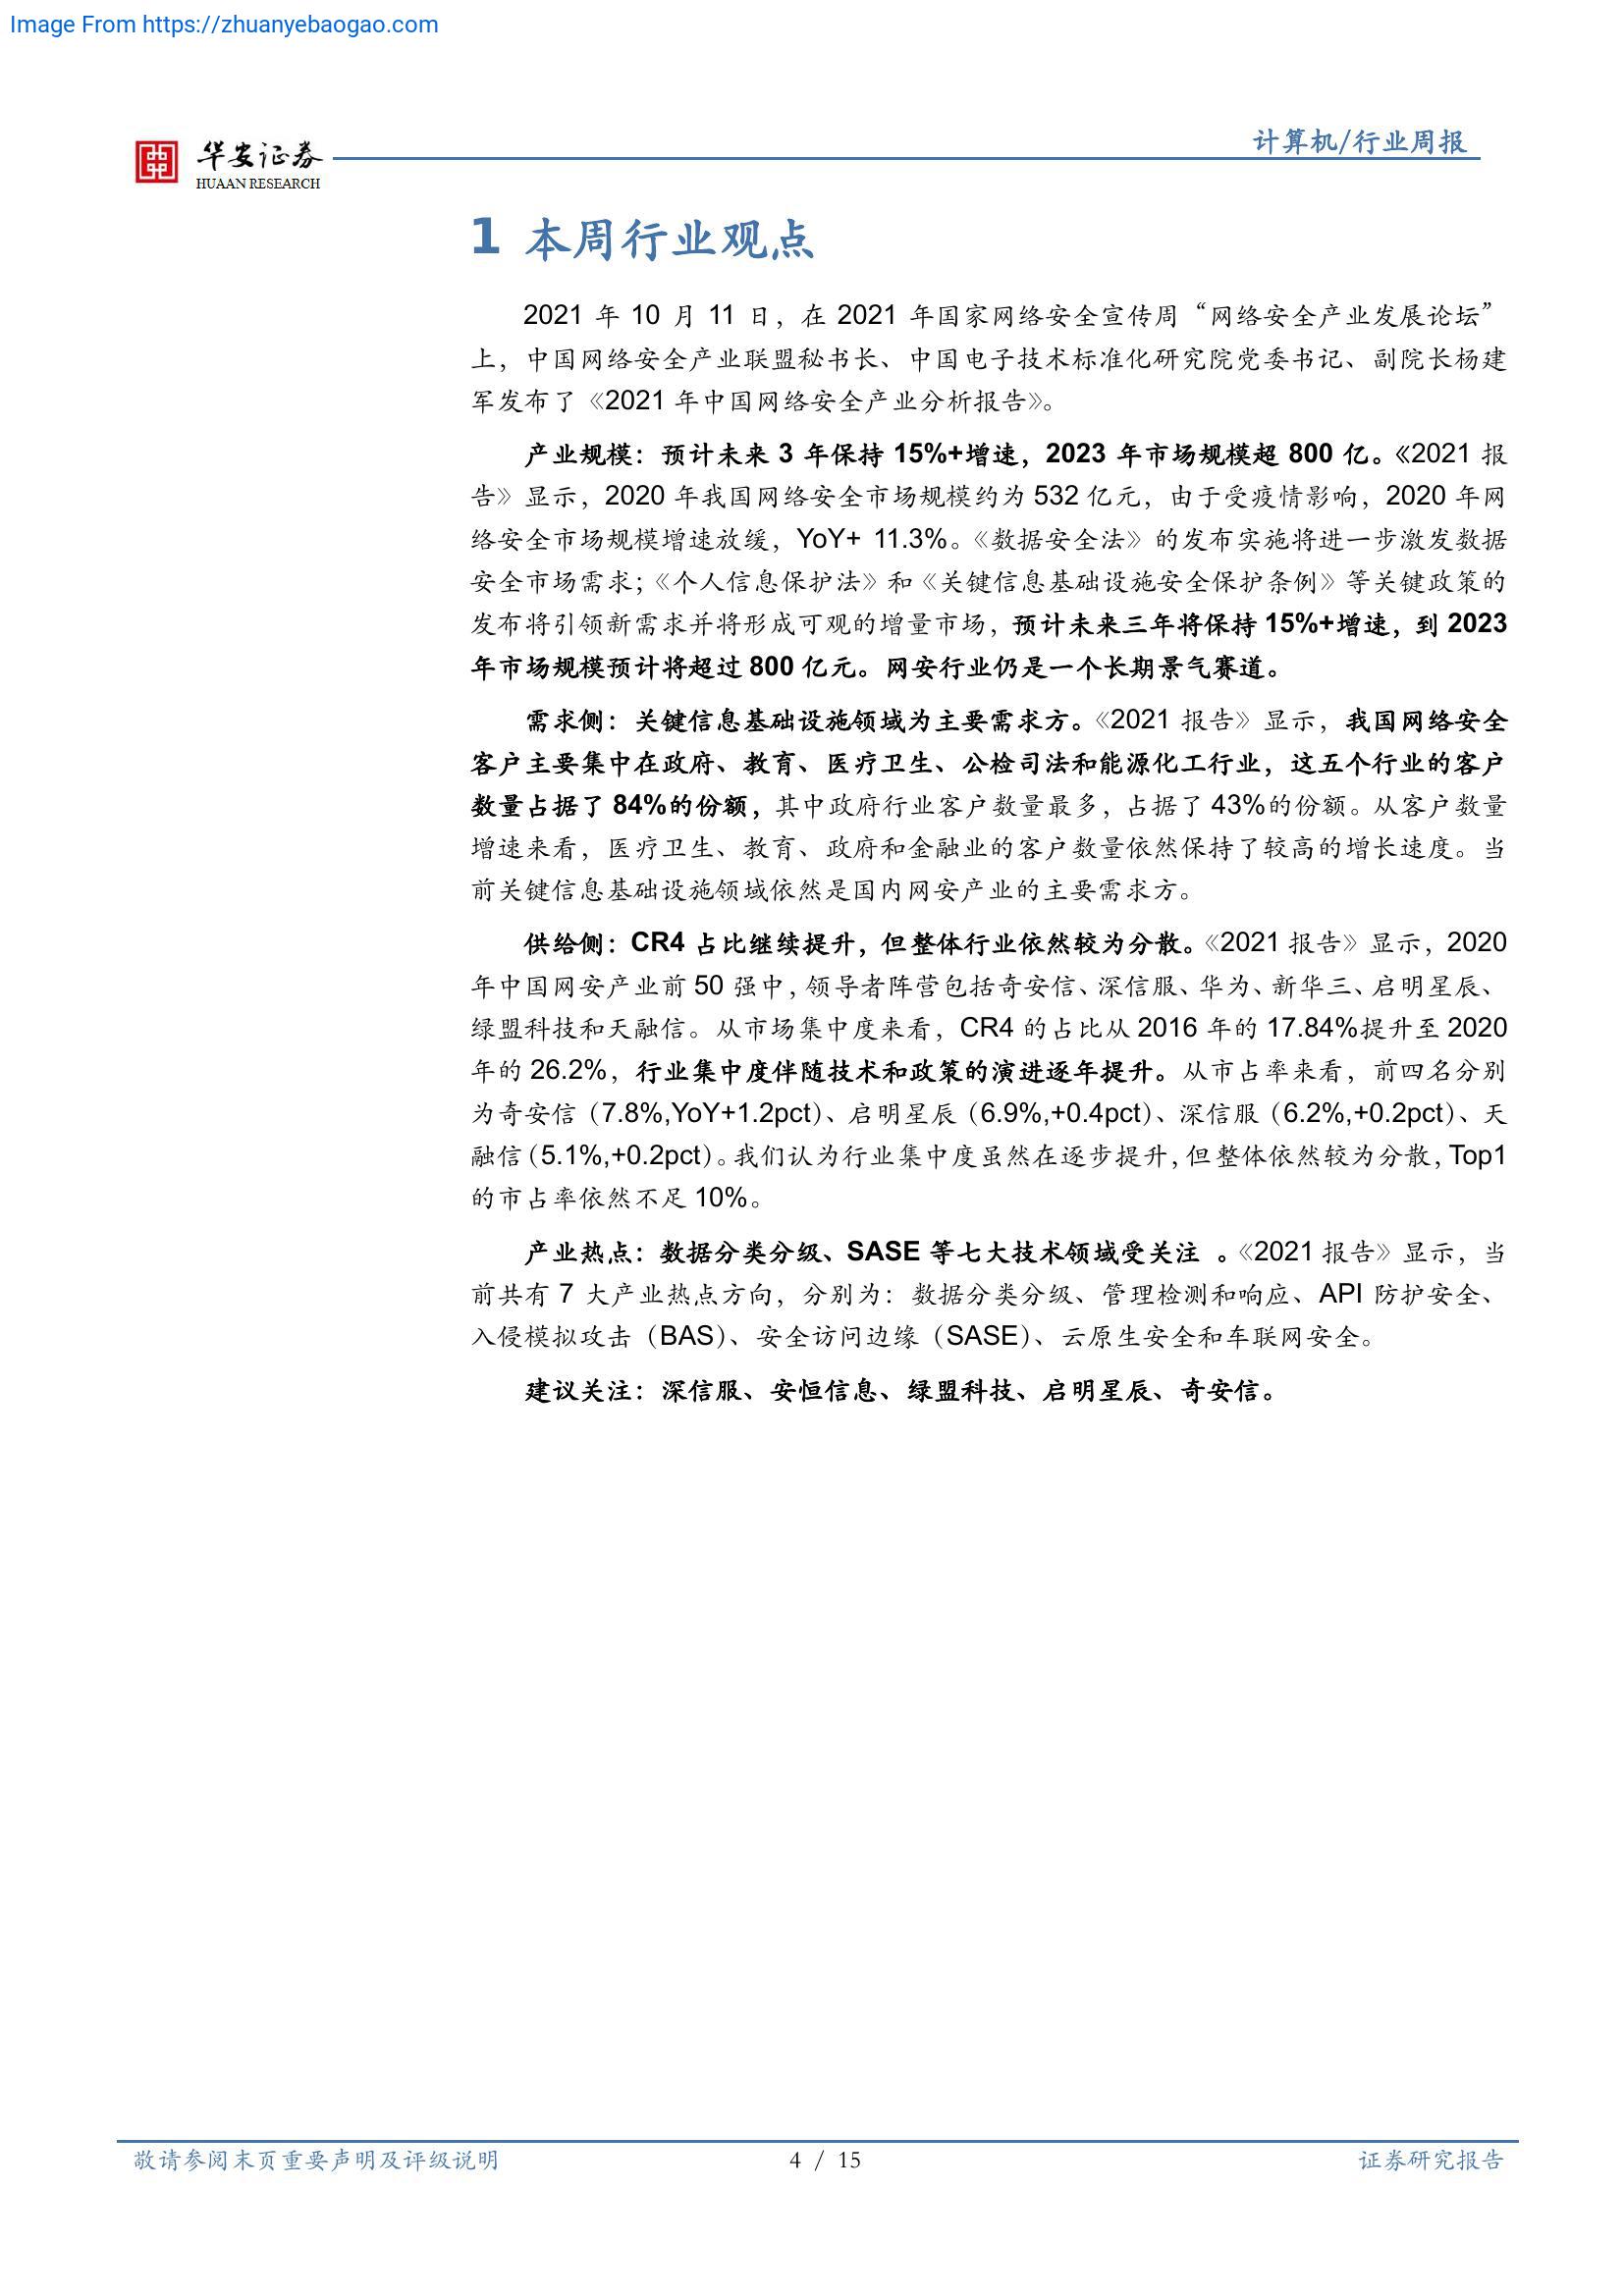 Image From https://zhuanyebaogao.com
华安证券
HUAAN RESEARCH
计算机/行业周报
1 本周行业观点
2021 年 10 月 11 日，在 2021 年国家网络安全宣传周“网络安全产业发展论坛”
上，中国网络安全产业联盟秘书长、中国电子技术标准化研究院党委书记、副院长杨建
军发布了《2021 年中国网络安全产业分析报告》。
产业规模：预计未来 3 年保持 15%+增速，2023 年市场规模超 800 亿。《2021 报
告》显示，2020 年我国网络安全市场规模约为 532 亿元，由于受疫情影响，2020 年网
络安全市场规模增速放缓，YoY+ 11.3%。《数据安全法》的发布实施将进一步激发数据
安全市场需求；《个人信息保护法》和《关键信息基础设施安全保护条例》等关键政策的
发布将引领新需求并将形成可观的增量市场，预计未来三年将保持 15%+增速，到 2023
年市场规模预计将超过 800 亿元。网安行业仍是一个长期景气赛道。
需求侧：关键信息基础设施领域为主要需求方。《2021 报告》显示，我国网络安全
客户主要集中在政府、教育、医疗卫生、公检司法和能源化工行业，这五个行业的客户
数量占据了 84%的份额，其中政府行业客户数量最多，占据了 43%的份额。从客户数量
增速来看，医疗卫生、教育、政府和金融业的客户数量依然保持了较高的增长速度。当
前关键信息基础设施领域依然是国内网安产业的主要需求方。
供给侧：CR4 占比继续提升，但整体行业依然较为分散。《2021 报告》显示，2020
年中国网安产业前 50 强中，领导者阵营包括奇安信、深信服、华为、新华三、启明星辰、
绿盟科技和天融信。从市场集中度来看，CR4 的占比从 2016 年的 17.84%提升至 2020
年的 26.2%，行业集中度伴随技术和政策的演进逐年提升。从市占率来看，前四名分别
为奇安信（7.8%,YoY+1.2pct）、启明星辰（6.9%,+0.4pct）、深信服（6.2%,+0.2pct）、天
融信（5.1%,+0.2pct）。我们认为行业集中度虽然在逐步提升，但整体依然较为分散，Top1
的市占率依然不足 10%。
产业热点：数据分类分级、SASE 等七大技术领域受关注 。《2021 报告》显示，当
前共有 7 大产业热点方向，分别为：数据分类分级、管理检测和响应、API 防护安全、
入侵模拟攻击（BAS）、安全访问边缘（SASE）、云原生安全和车联网安全。
建议关注：深信服、安恒信息、绿盟科技、启明星辰、奇安信。
敬请参阅末页重要声明及评级说明
4 / 15
证券研究报告